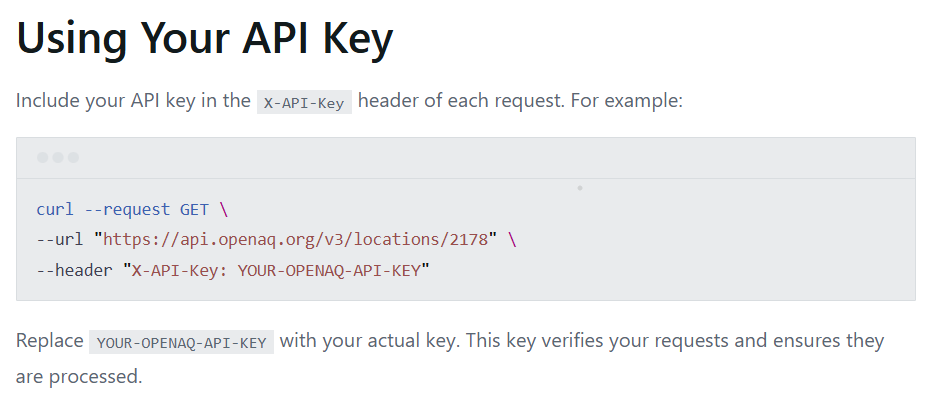 Using Your API Key
Include your API key in the X-API-Key header of each request. For example:
curl --request GET \
--url "https://api.openaq.org/v3/locations/2178" \
--header "X-API-Key: YOUR-OPENAQ-API-KEY"
Replace YOUR-OPENAQ-API-KEY with your actual key. This key verifies your requests and ensures they
are processed.